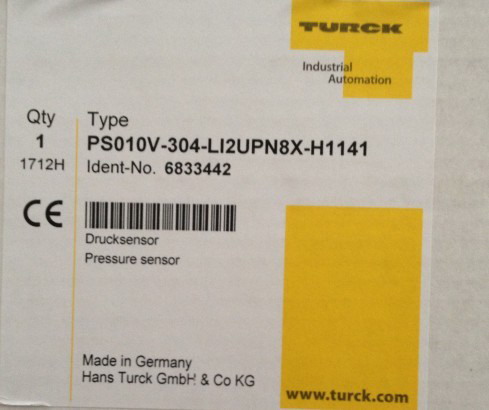 TURCK
Industrial
Automation
Qty
1
1712H
Type
PS010V-304-LI2UPN8X-H1141
Ident-No. 6833442
CE
Drucksensor
Pressure sensor
Made in Germany
Hans Turck GmbH & Co KG
www.turck.com